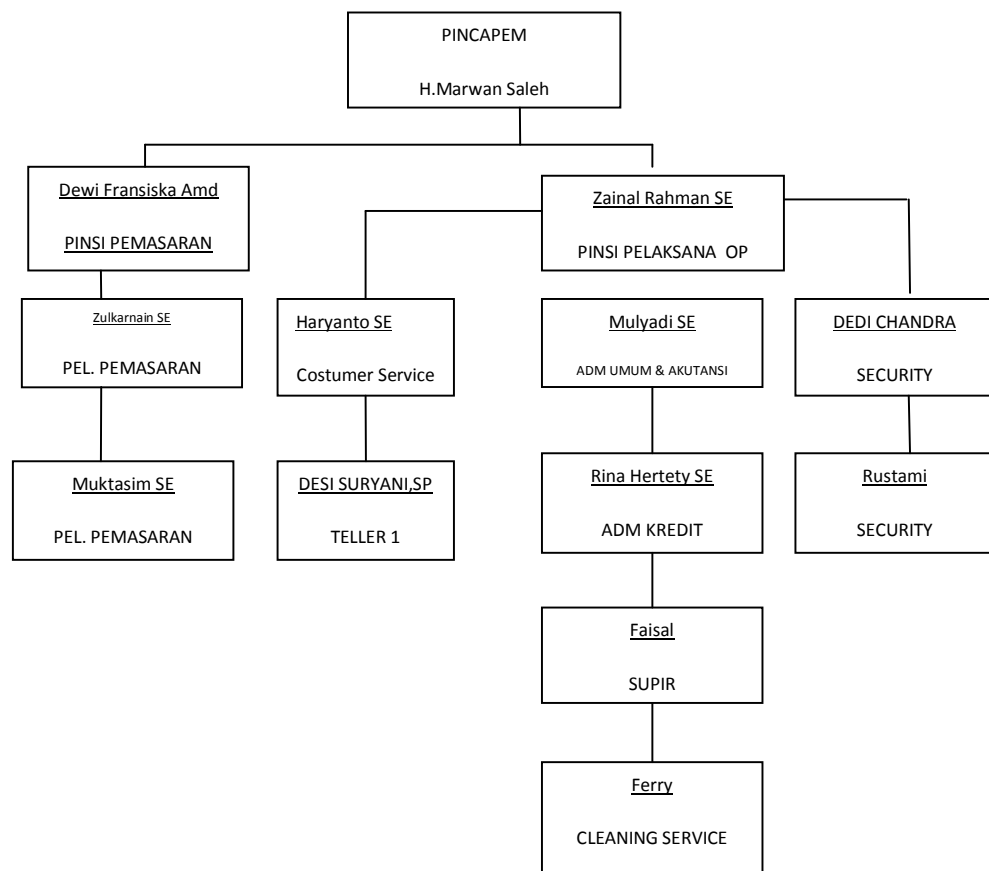 PINCAPEM
H.Marwan Saleh
Dewi Fransiska Amd
PINSI PEMASARAN
Zainal Rahman SE
PINSI PELAKSANA OP
Zulkarnain SE
PEL. PEMASARAN
Haryanto SE
Costumer Service
Mulyadi SE
ADM UMUM & AKUTANSI
DEDI CHANDRA
SECURITY
Muktasim SE
PEL. PEMASARAN
DESI SURYANI,SP
TELLER 1
Rina Hertety SE
ADM KREDIT
Rustami
SECURITY
Faisal
SUPIR
Ferry
CLEANING SERVICE